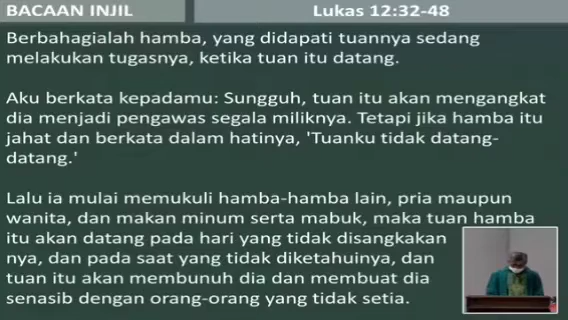 BACAAN INJIL
Lukas 12:32-48
Berbahagialah hamba, yang didapati tuannya sedang
melakukan tugasnya, ketika tuan itu datang.
Aku berkata kepadamu: Sungguh, tuan itu akan mengangkat
dia menjadi pengawas segala miliknya. Tetapi jika hamba itu
jahat dan berkata dalam hatinya, 'Tuanku tidak datang-
datang.'
Lalu ia mulai memukuli hamba-hamba lain, pria maupun
wanita, dan makan minum serta mabuk, maka tuan hamba
itu akan datang pada hari yang tidak disangkakan
nya, dan pada saat yang tidak diketahuinya, dan
tuan itu akan membunuh dia dan membuat dia
senasib dengan orang-orang yang tidak setia.